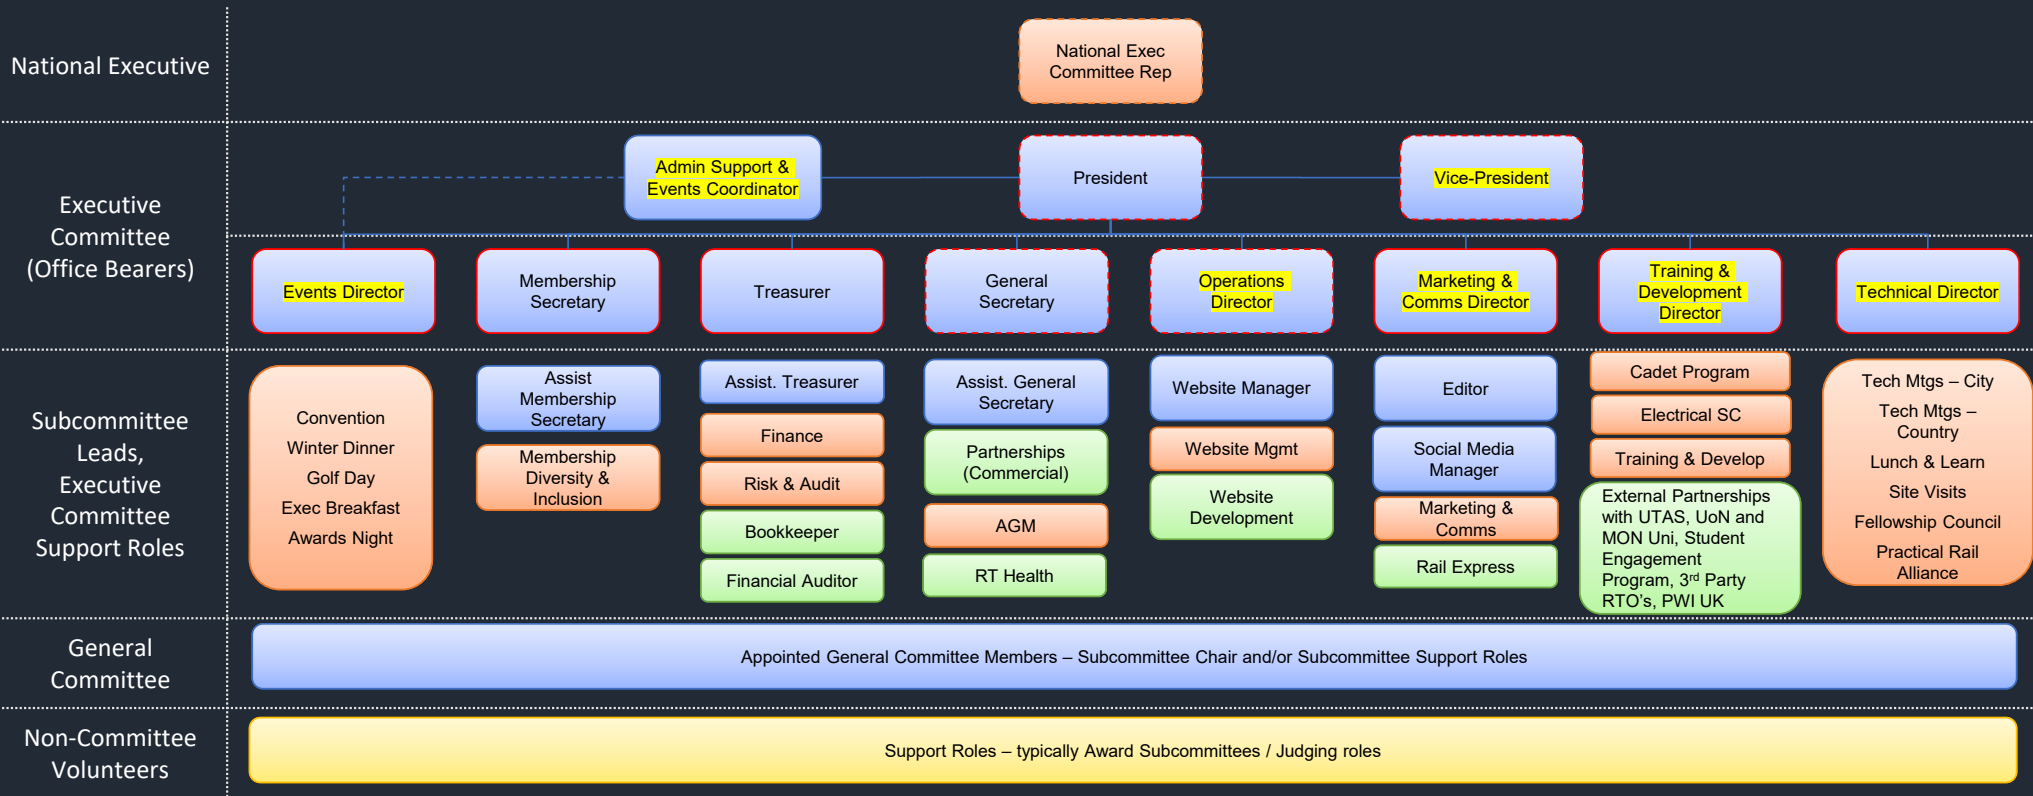 National Executive
National Exec
Committee Rep
Executive
Committee
(Office Bearers)
Admin Support &
Events Coordinator
President
Vice-President
Events Director
Membership
Secretary
Treasurer
General
Secretary
Operations
Director
Marketing &
Comms Director
Training &
Development
Director
Technical Director
Subcommittee
Leads,
Executive
Committee
Support Roles
Convention
Winter Dinner
Golf Day
Exec Breakfast
Awards Night
Assist
Membership
Secretary
Membership
Diversity &
Inclusion
Assist. Treasurer
Finance
Risk & Audit
Bookkeeper
Financial Auditor
Assist. General
Secretary
Partnerships
(Commercial)
AGM
RT Health
Website Manager
Website Mgmt
Website
Development
Editor
Social Media
Manager
Marketing &
Comms
Rail Express
Cadet Program
Electrical SC
Training & Develop
External Partnerships
with UTAS, UoN and
MON Uni, Student
Engagement
Program, 3rd Party
RTO's, PWI UK
Tech Mtgs – City
Tech Mtgs –
Country
Lunch & Learn
Site Visits
Fellowship Council
Practical Rail
Alliance
General
Committee
Appointed General Committee Members – Subcommittee Chair and/or Subcommittee Support Roles
Non-Committee
Volunteers
Support Roles – typically Award Subcommittees / Judging roles